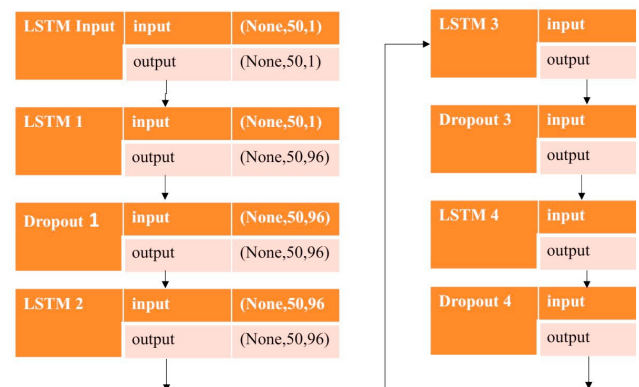 LSTM Input input (None,50,1)
output (None,50,1)
LSTM 1 input (None,50,1)
output (None,50,96)
Dropout 1 input (None,50,96)
output (None,50,96)
LSTM 2 input (None,50,96
output (None,50,96)
LSTM 3 input
output
Dropout 3 input
output
LSTM 4 input
output
Dropout 4 input
output